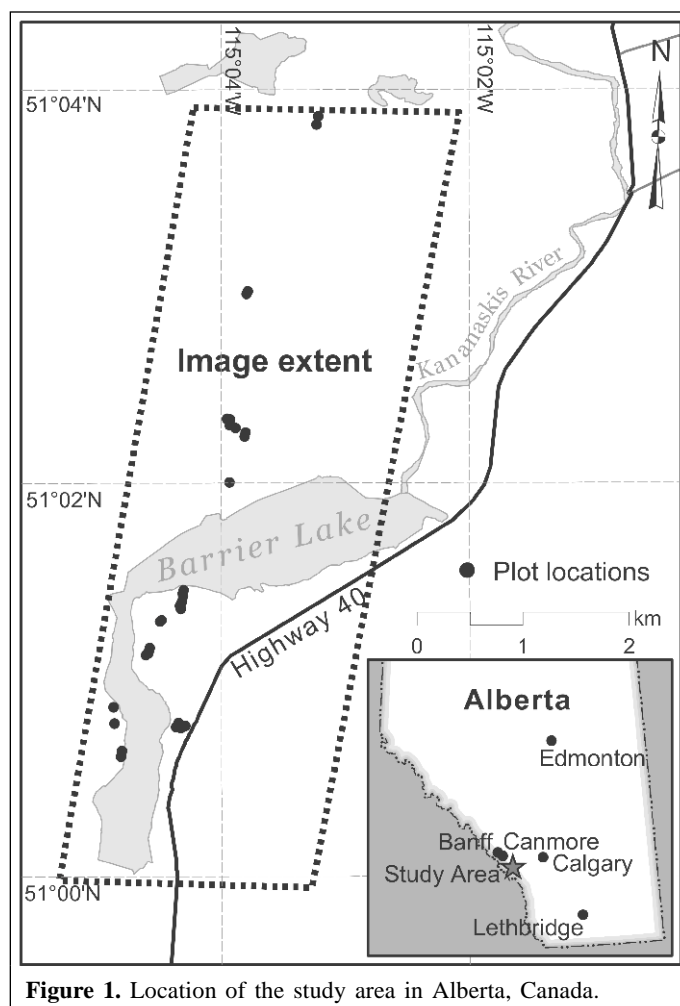 115°04'W
115°02'W
N
51°04'N
Kananaskis River
Image extent
51°02'N
Barrier Lake
Plot locations
Highway 40
km
0 1 2
Alberta
Edmonton
Banff Canmore
Study Area
Calgary
Lethbridge
51°00'N
Figure 1. Location of the study area in Alberta, Canada.